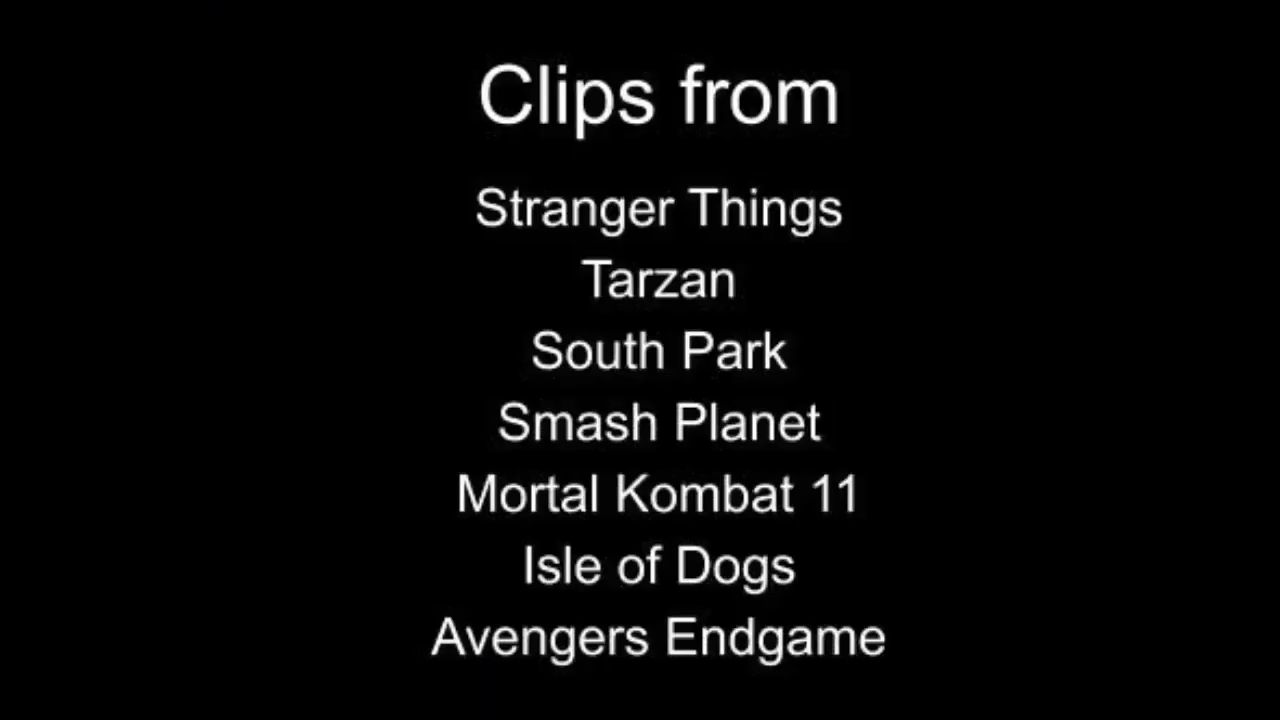 Clips from
Stranger Things
Tarzan
South Park
Smash Planet
Mortal Kombat 11
Isle of Dogs
Avengers Endgame